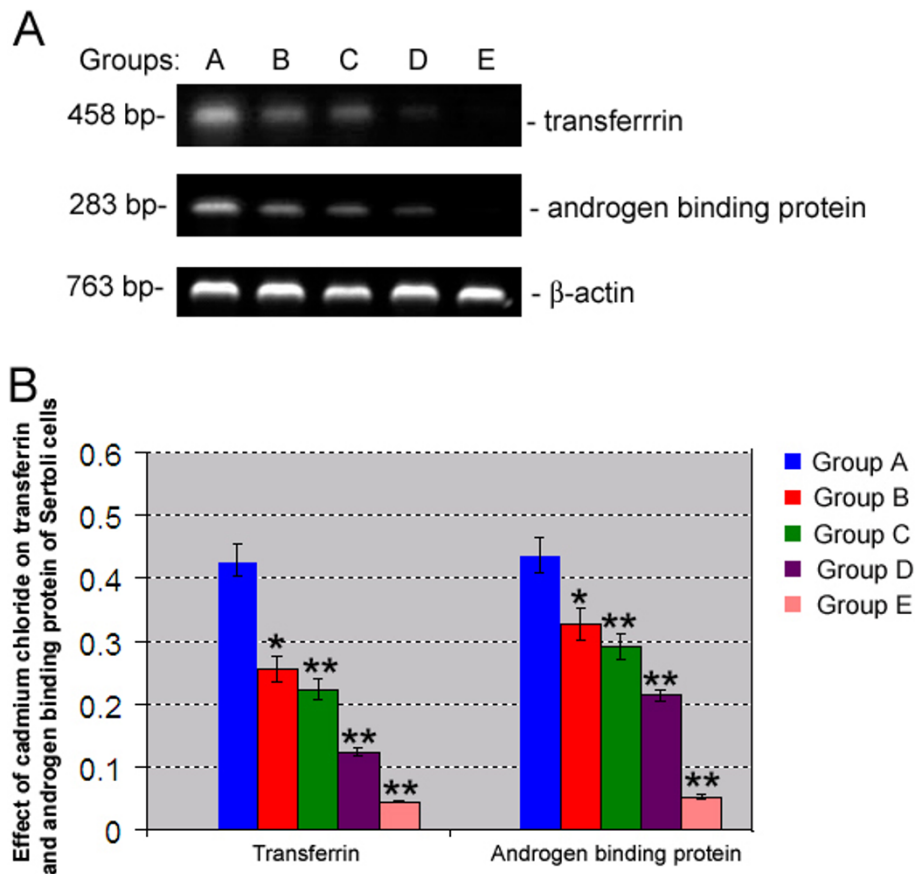 A
Groups: A B C D E
458 bp- - transferrrin
283 bp- - androgen binding protein
763 bp- - β-actin
B
Effect of cadmium chloride on transferrin
and androgen binding protein of Sertoli cells
0.6
0.5
0.4
0.3
0.2
0.1
0
* ** ** **
* ** ** **
Transferrin
Androgen binding protein
Group A
Group B
Group C
Group D
Group E